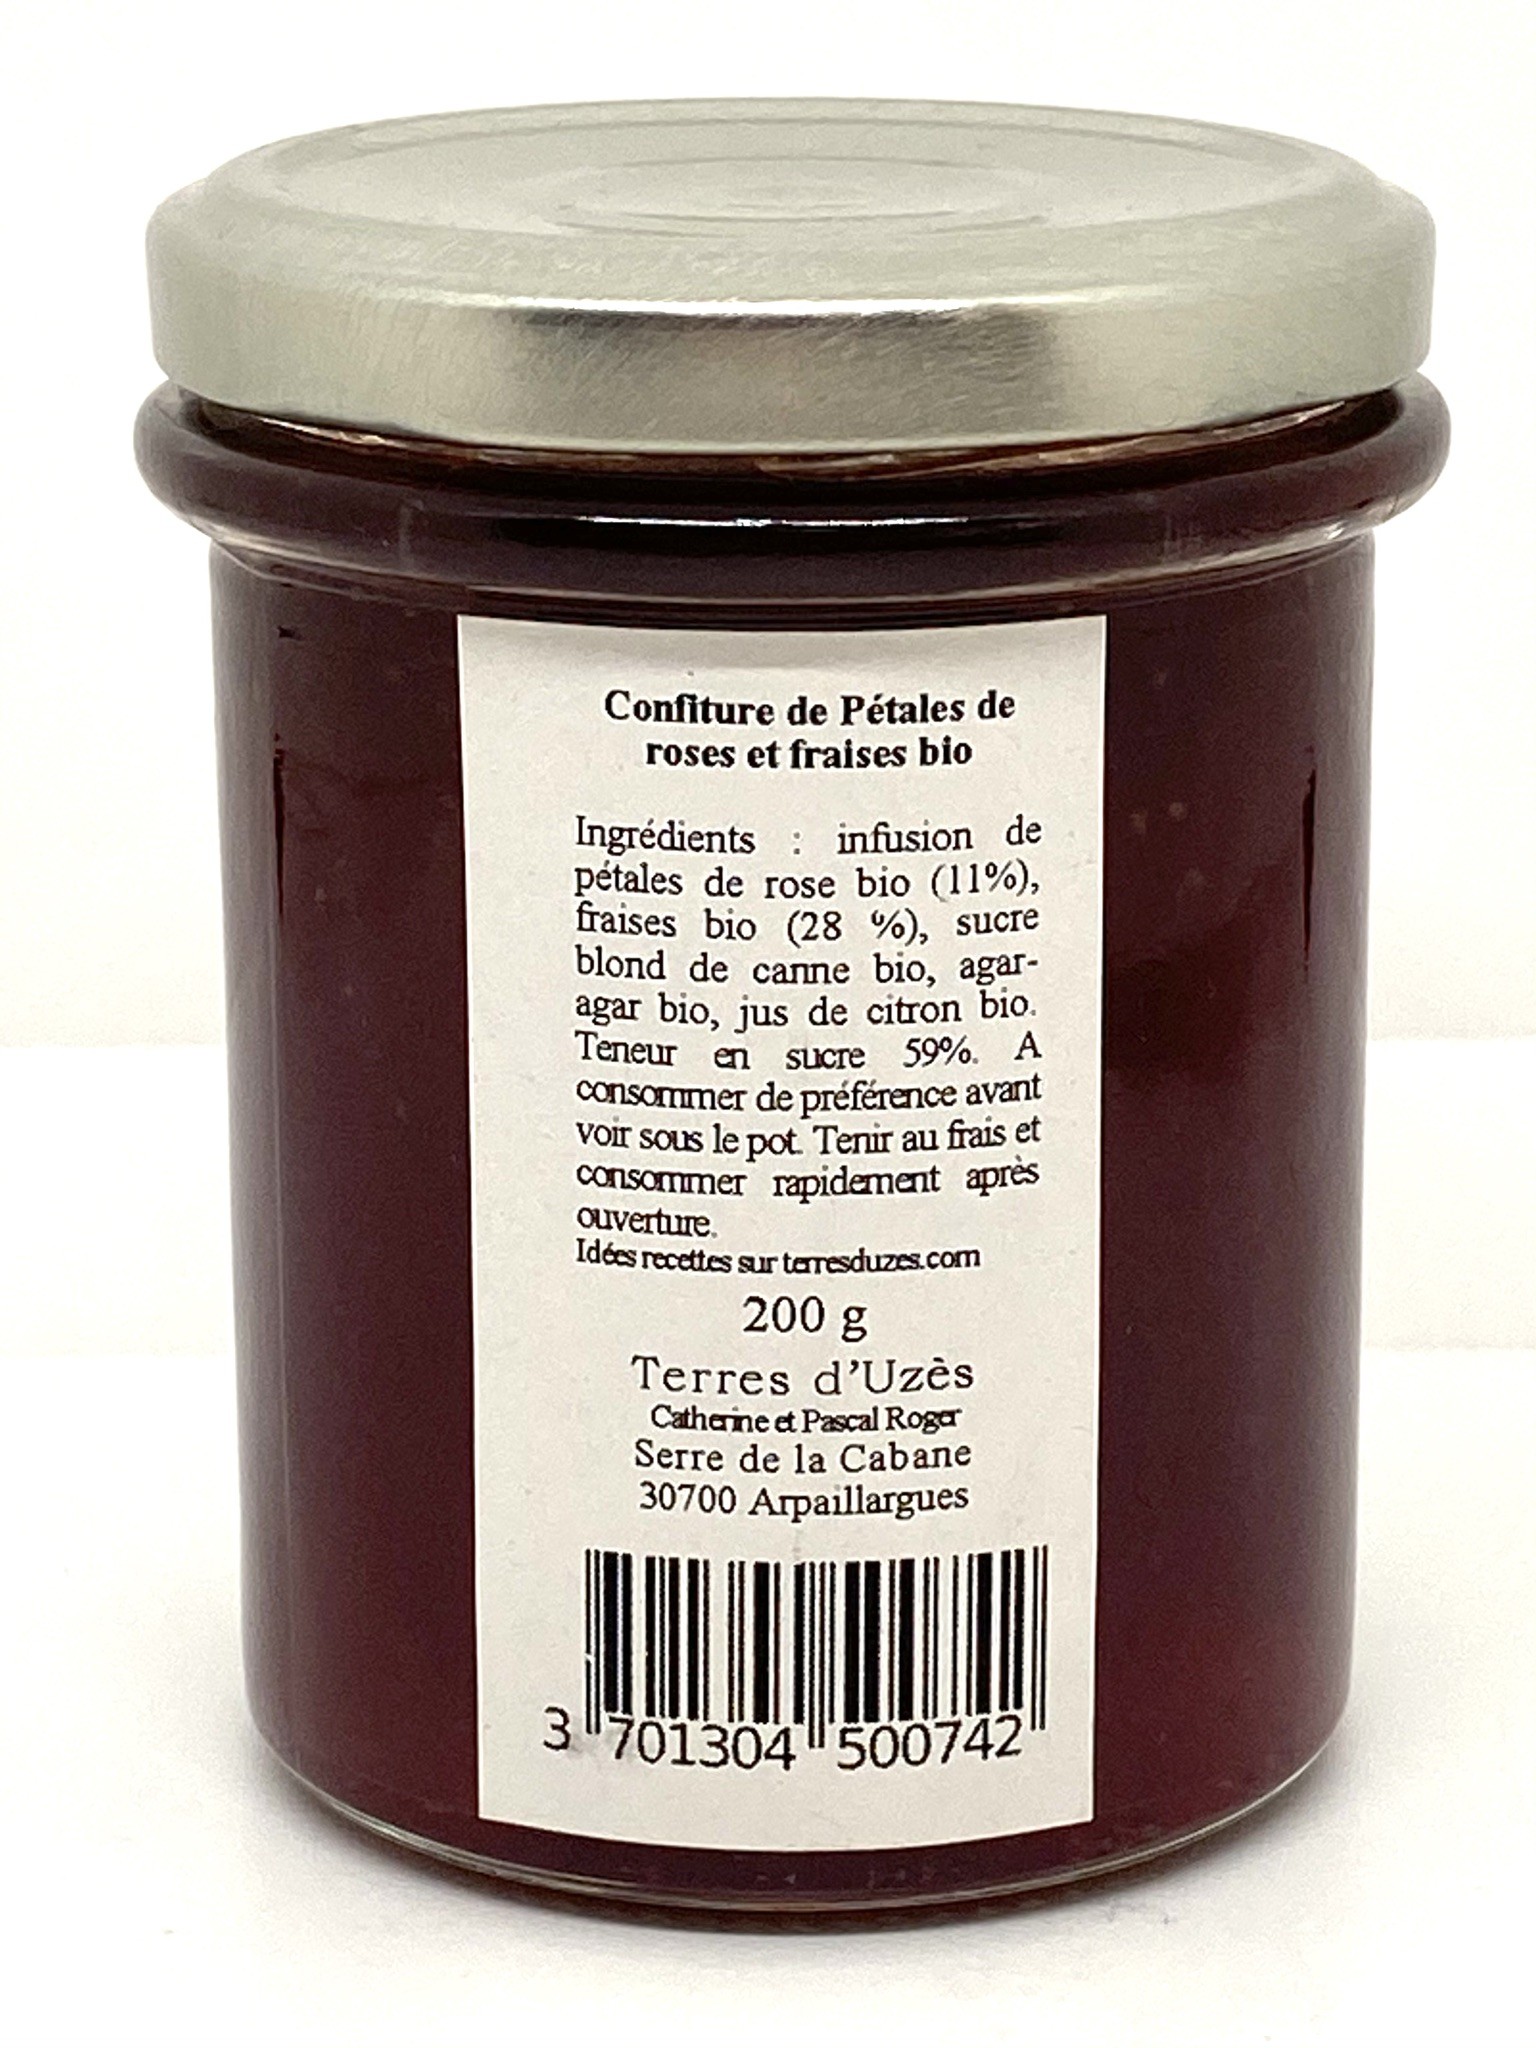 Confiture de Pétales de
roses et fraises bio
Ingrédients : infusion de
pétales de rose bio (11%),
fraises bio (28 %), sucre
blond de canne bio, agar-
agar bio, jus de citron bio.
Teneur en sucre 59%. A
consommer de préférence avant
voir sous le pot. Tenir au frais et
consommer rapidement après
ouverture.
Idées recettes sur terresduzes.com
200 g
Terres d'Uzès
Catherine et Pascal Roger
Serre de la Cabane
30700 Arpaillargues
3 701304 500742